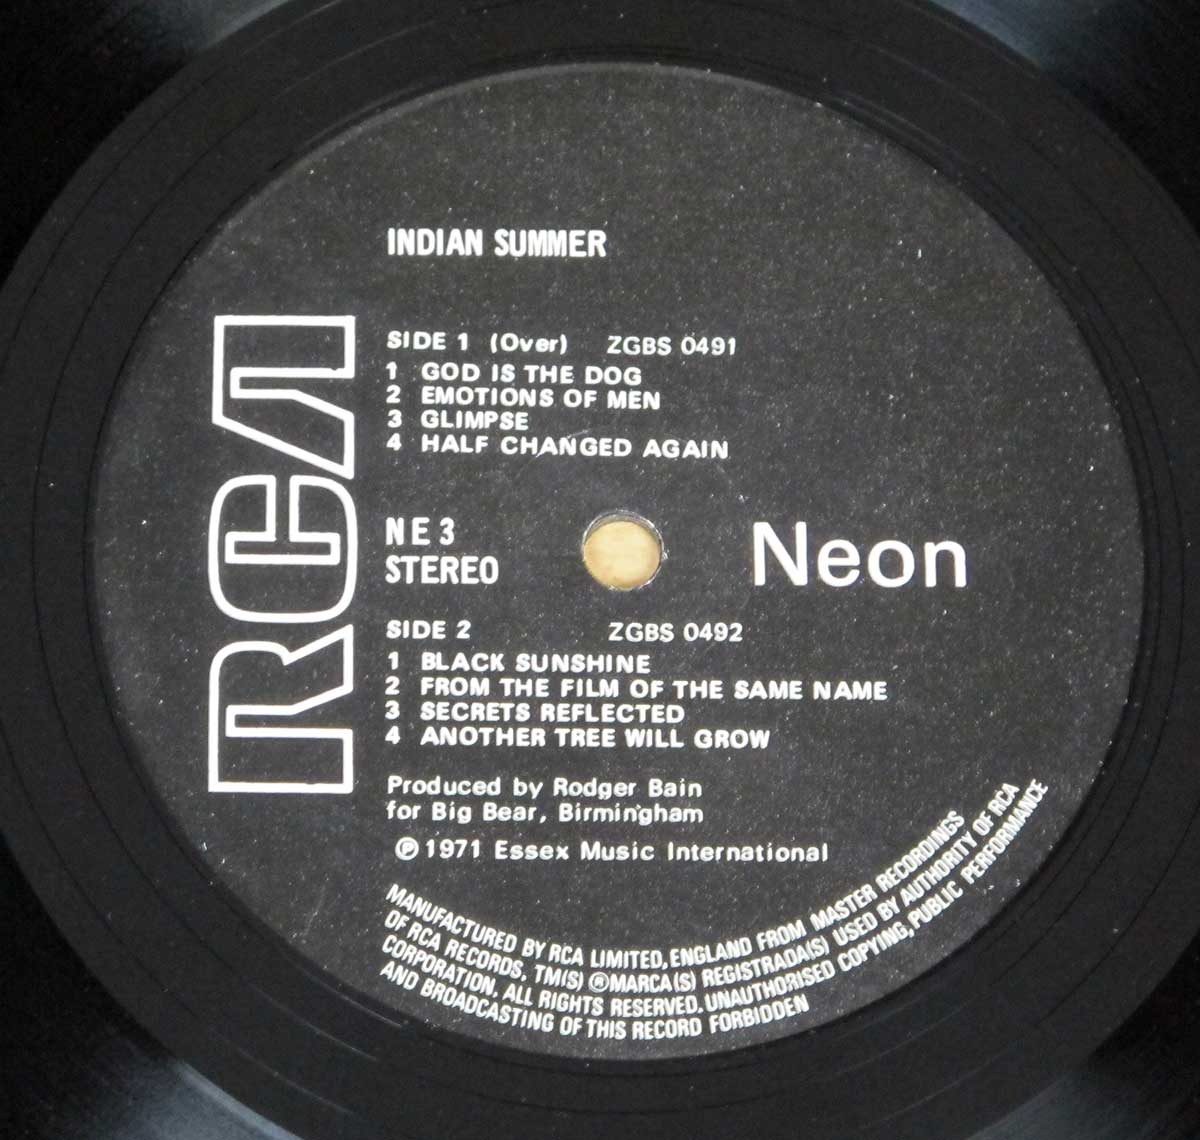 INDIAN SUMMER
SIDE 1 (Over) ZGBS 0491
1 GOD IS THE DOG
2 EMOTIONS OF MEN
3 GLIMPSE
4 HALF CHANGED AGAIN
RCA
NE3
STEREO
Neon
SIDE 2 ZGBS 0492
1 BLACK SUNSHINE
2 FROM THE FILM OF THE SAME NAME
3 SECRETS REFLECTED
4 ANOTHER TREE WILL GROW
Produced by Rodger Bain
for Big Bear, Birmingham
℗ 1971 Essex Music International
MANUFACTURED BY RCA LIMITED, ENGLAND FROM MASTER RECORDINGS
OF RCA RECORDS, TM(S) ®MARCA(S) REGISTRADA(S) USED BY AUTHORITY OF RCA
CORPORATION, ALL RIGHTS RESERVED. UNAUTHORISED COPYING, PUBLIC PERFORMANCE
AND BROADCASTING OF THIS RECORD FORBIDDEN